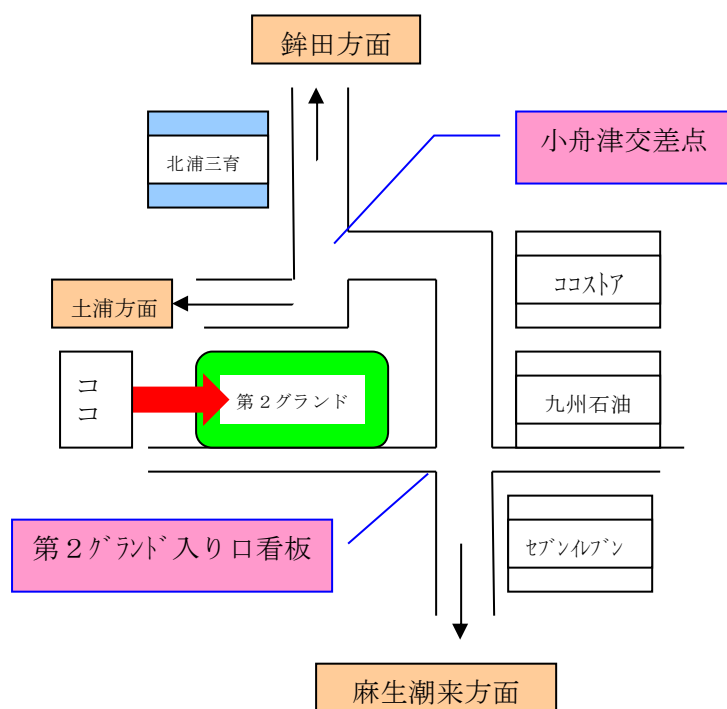 鉾田方面
小舟津交差点
北浦三育
ココストア
土浦方面
コ
コ
第２グランド
九州石油
第２グランド入り口看板
セブンイレブン
麻生潮来方面